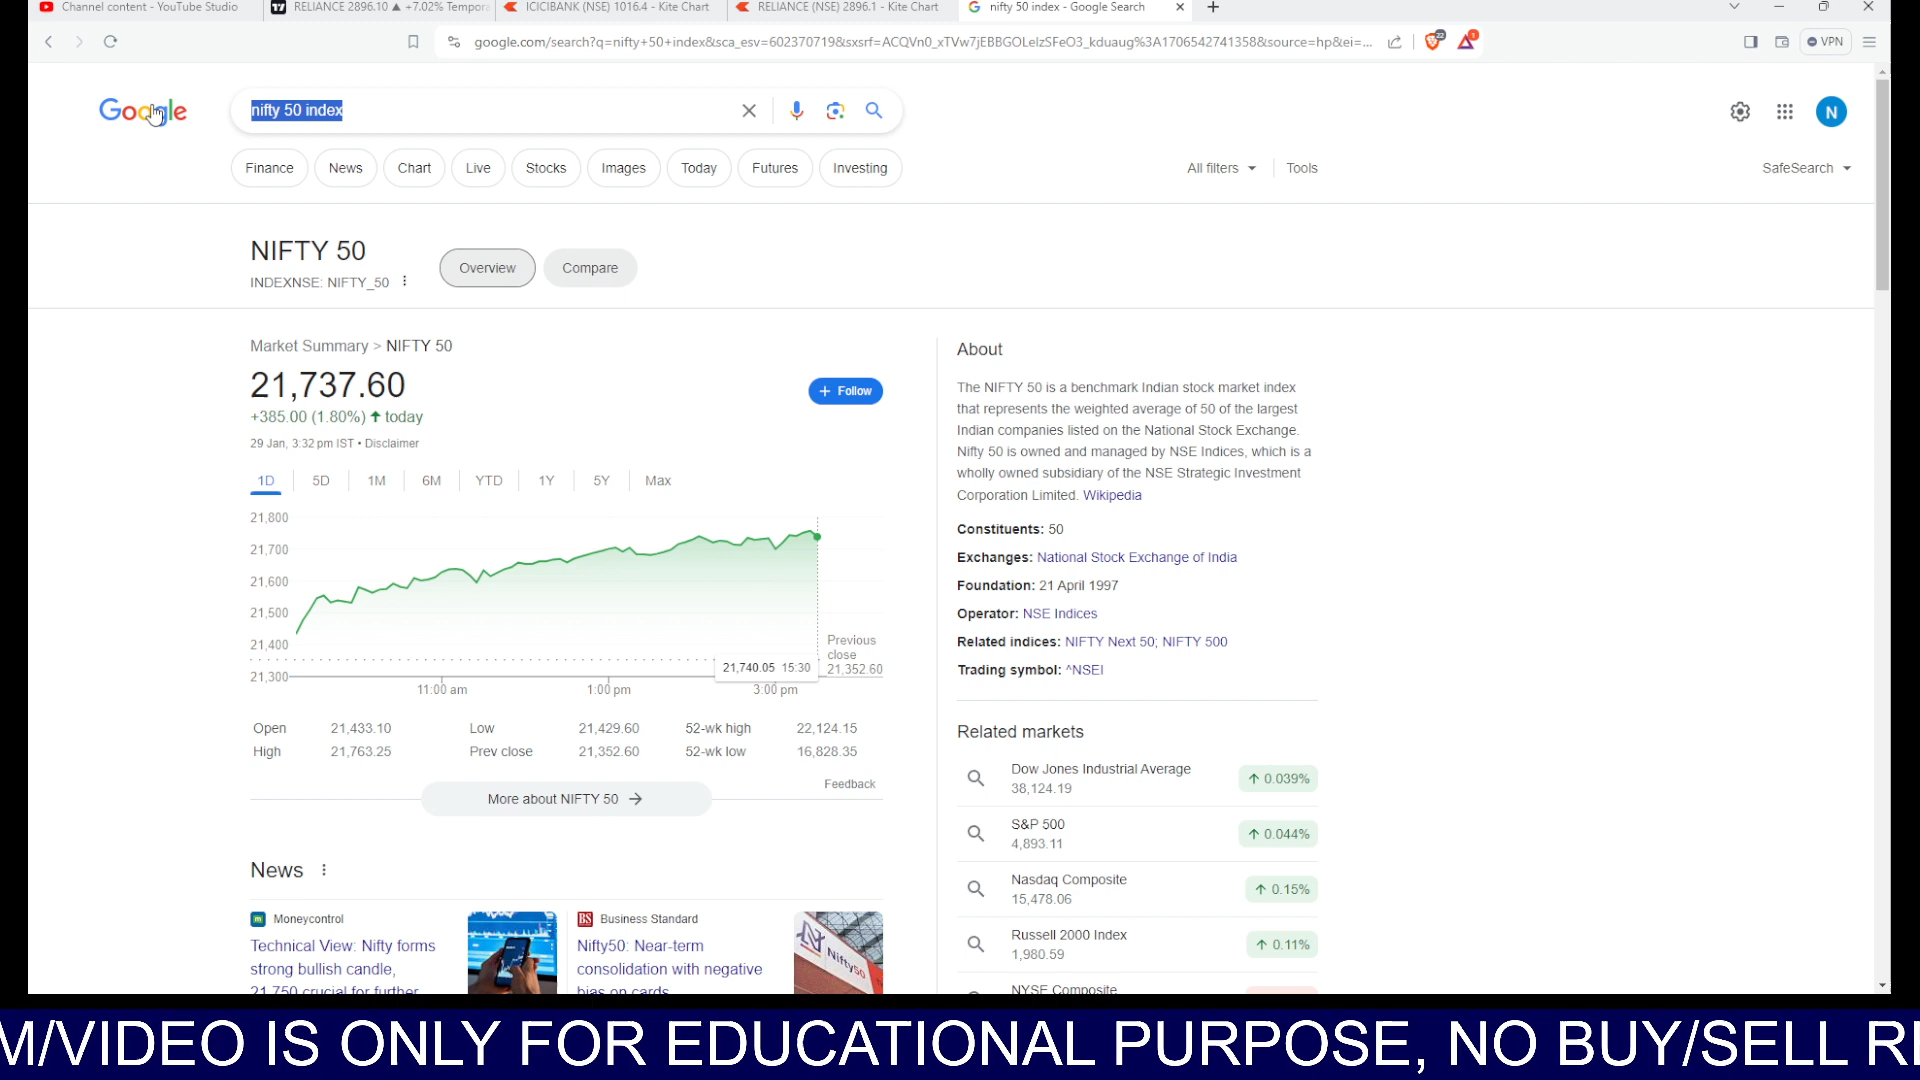 Channel content - YouTube Studio
RELIANCE 2896.10 ▲ +7.02% Tempora
ICICIBANK (NSE) 1016.4 - Kite Chart
RELIANCE (NSE) 2896.1 - Kite Chart
nifty 50 index - Google Search
google.com/search?q=nifty+50+index&sca_esv=602370719&sxsrf=ACQVn0_xTVw7jEBBGOLelzSFeO3_kduaug%3A1706542741358&source=hp&ei=...
22
1
VPN
Google
nifty 50 index
N
Finance
News
Chart
Live
Stocks
Images
Today
Futures
Investing
All filters
Tools
SafeSearch
NIFTY 50
INDEXNSE: NIFTY_50
Overview
Compare
Market Summary > NIFTY 50
21,737.60
+385.00 (1.80%) ↑ today
29 Jan, 3:32 pm IST • Disclaimer
+ Follow
1D 5D 1M 6M YTD 1Y 5Y Max
21,800
21,700
21,600
21,500
21,400
21,300
Previous
close
21,352.60
21,740.05 15:30
11:00 am 1:00 pm 3:00 pm
Open 21,433.10 Low 21,429.60 52-wk high 22,124.15
High 21,763.25 Prev close 21,352.60 52-wk low 16,828.35
Feedback
More about NIFTY 50 →
News
Moneycontrol
Technical View: Nifty forms
strong bullish candle,
21,750 crucial for further
Business Standard
Nifty50: Near-term
consolidation with negative
bias on cards
Nifty50
About
The NIFTY 50 is a benchmark Indian stock market index
that represents the weighted average of 50 of the largest
Indian companies listed on the National Stock Exchange.
Nifty 50 is owned and managed by NSE Indices, which is a
wholly owned subsidiary of the NSE Strategic Investment
Corporation Limited. Wikipedia
Constituents: 50
Exchanges: National Stock Exchange of India
Foundation: 21 April 1997
Operator: NSE Indices
Related indices: NIFTY Next 50; NIFTY 500
Trading symbol: ^NSEI
Related markets
Dow Jones Industrial Average
38,124.19
↑ 0.039%
S&P 500
4,893.11
↑ 0.044%
Nasdaq Composite
15,478.06
↑ 0.15%
Russell 2000 Index
1,980.59
↑ 0.11%
NYSE Composite
M/VIDEO IS ONLY FOR EDUCATIONAL PURPOSE, NO BUY/SELL RE